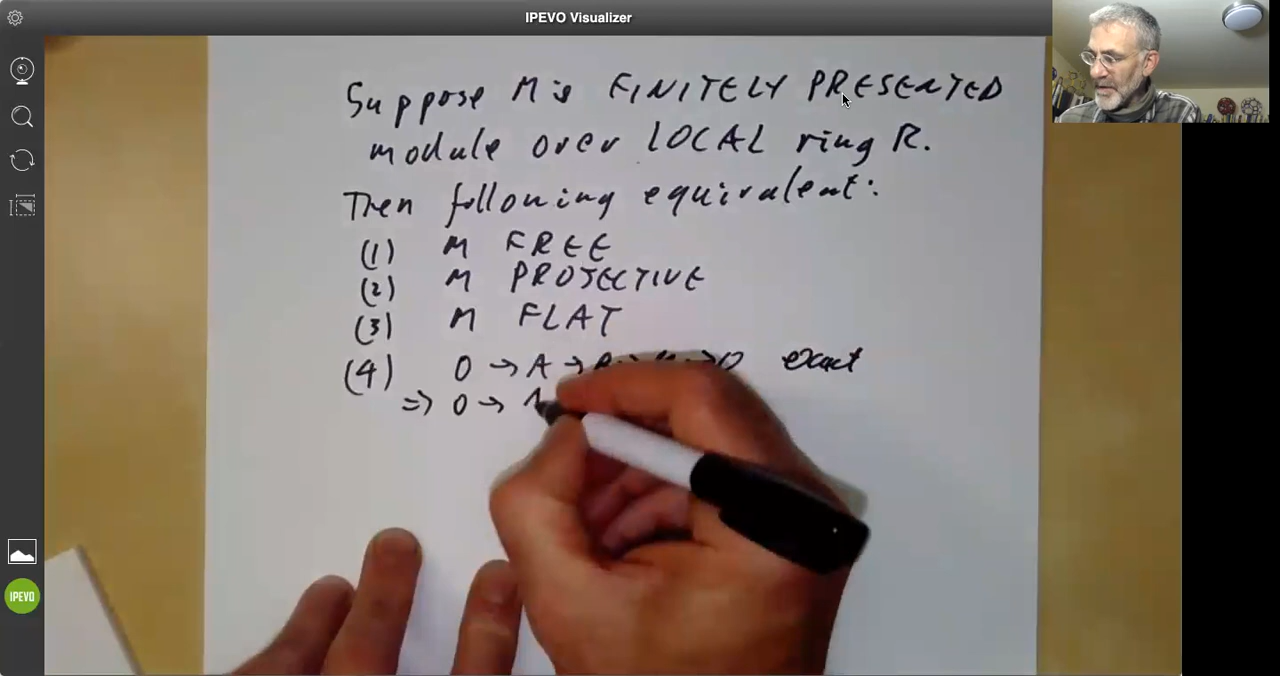 IPEVO Visualizer
Suppose M is FINITELY PRESENTED
module over LOCAL ring R.
Then following equivalent:
(1) M FREE
(2) M PROJECTIVE
(3) M FLAT
(4) 0 → A → → 0 exact
⇒ 0 →
IPEVO